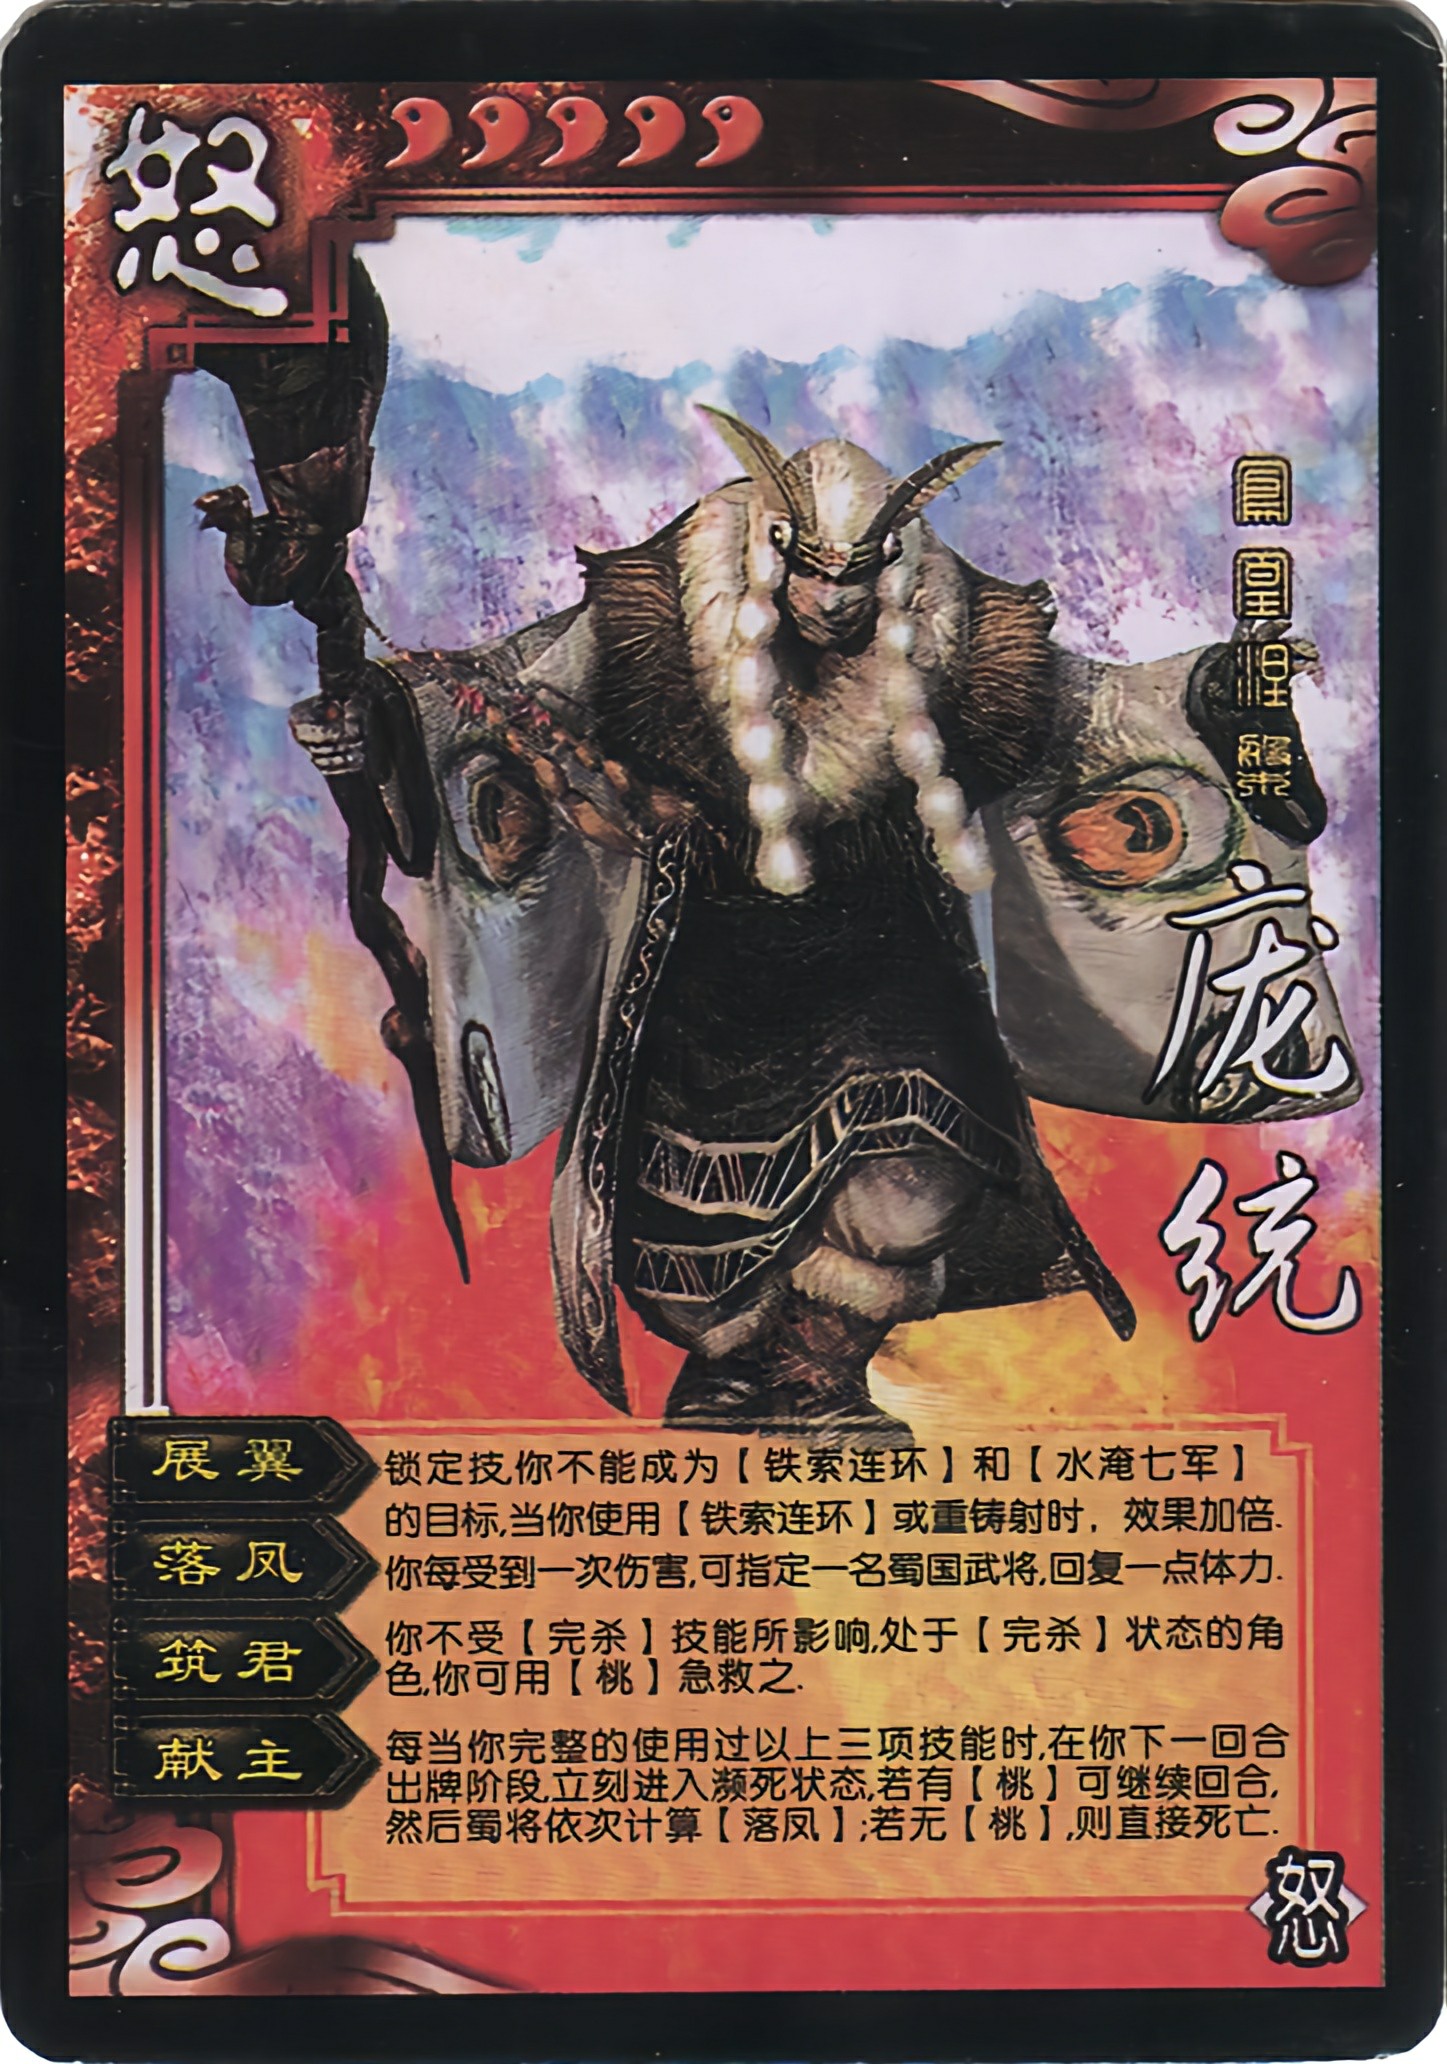 怒
鳳凰涅槃
庞统
展翼
锁定技,你不能成为【铁索连环】和【水淹七军】
的目标,当你使用【铁索连环】或重铸射时，效果加倍.
落凤
你每受到一次伤害,可指定一名蜀国武将,回复一点体力.
筑君
你不受【完杀】技能所影响,处于【完杀】状态的角
色,你可用【桃】急救之.
献主
每当你完整的使用过以上三项技能时,在你下一回合
出牌阶段,立刻进入濒死状态,若有【桃】可继续回合,
然后蜀将依次计算【落凤】;若无【桃】,则直接死亡.
怒